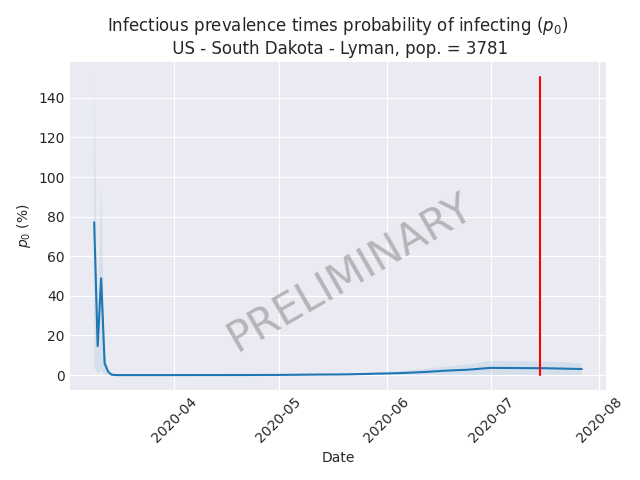 Infectious prevalence times probability of infecting (p₀)
US - South Dakota - Lyman, pop. = 3781
140
120
100
80
60
40
20
0
p₀ (%)
PRELIMINARY
2020-04
2020-05
2020-06
2020-07
2020-08
Date